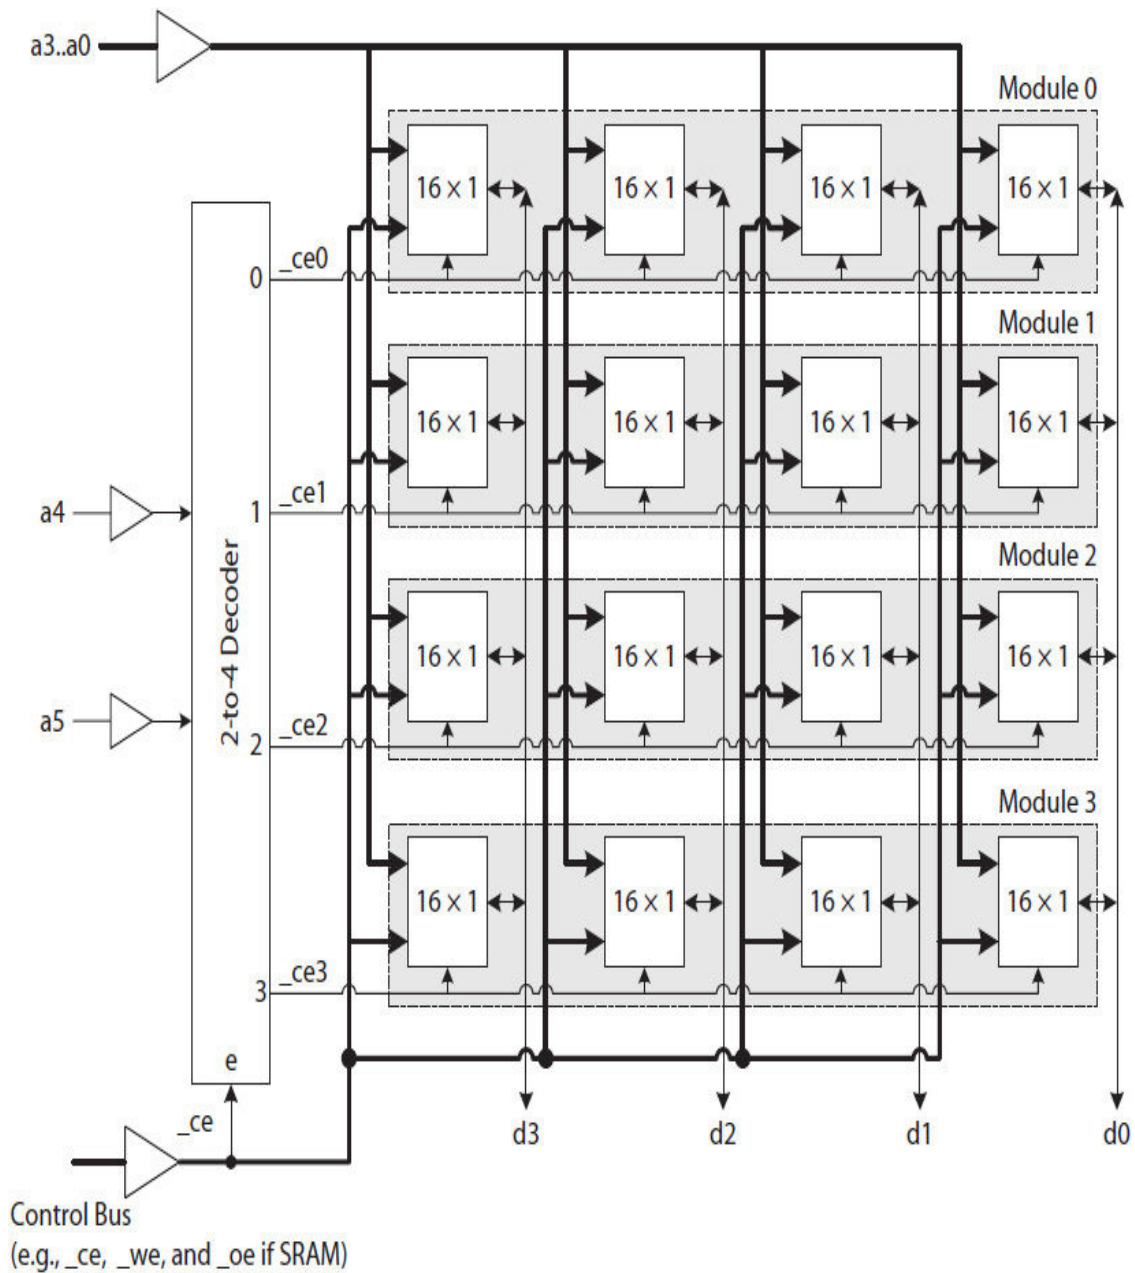 a3..a0
Module 0
16 × 1 16 × 1 16 × 1 16 × 1
0 _ce0
Module 1
16 × 1 16 × 1 16 × 1 16 × 1
a4
1 _ce1
2-to-4 Decoder
Module 2
16 × 1 16 × 1 16 × 1 16 × 1
a5
2 _ce2
Module 3
16 × 1 16 × 1 16 × 1 16 × 1
3 _ce3
e
_ce
d3 d2 d1 d0
Control Bus
(e.g., _ce, _we, and _oe if SRAM)